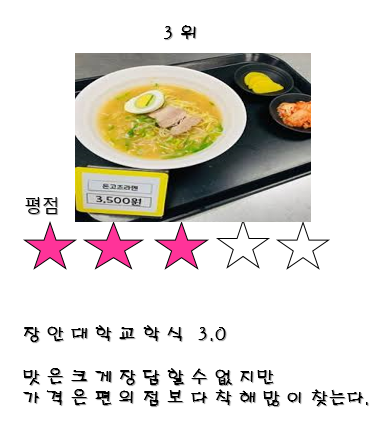 3 위
돈코츠라멘
3,500원
평점
장안대학교학식 3.0
맛은크게장담할수없지만
가격은편의점보다착해많이찾는다.